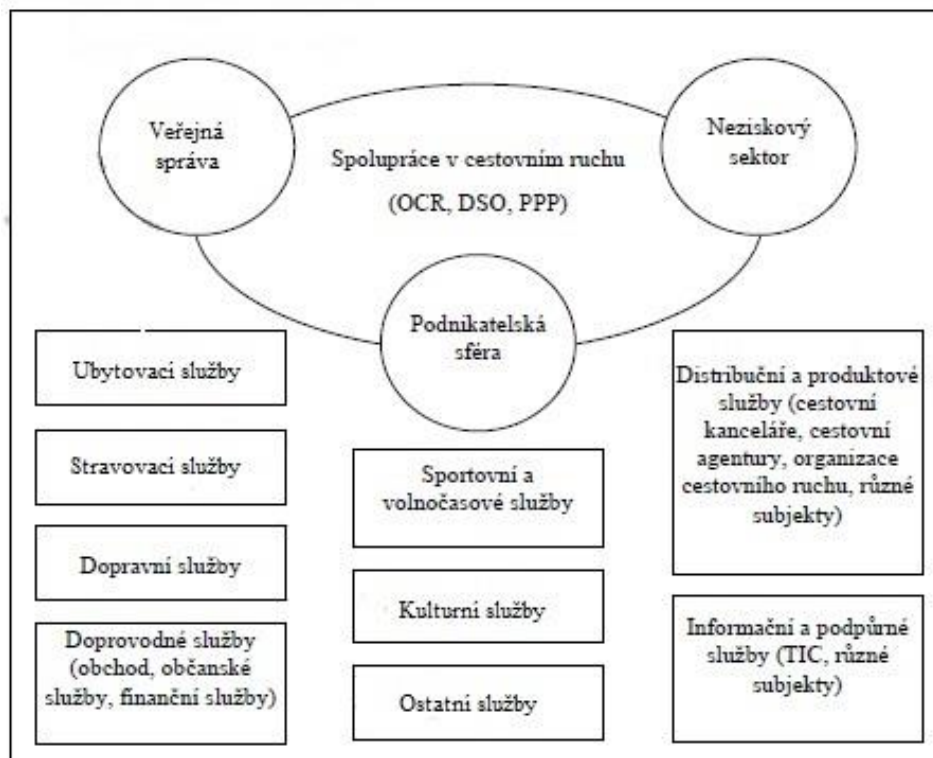 Veřejná
správa
Neziskový
sektor
Spolupráce v cestovním ruchu
(OCR, DSO, PPP)
Podnikatelská
sféra
Ubytovací služby
Stravovací služby
Dopravní služby
Doprovodné služby
(obchod, občanské
služby, finanční služby)
Sportovní a
volnočasové služby
Kulturní služby
Ostatní služby
Distribuční a produktové
služby (cestovní
kanceláře, cestovní
agentury, organizace
cestovního ruchu, různé
subjekty)
Informační a podpůrné
služby (TIC, různé
subjekty)